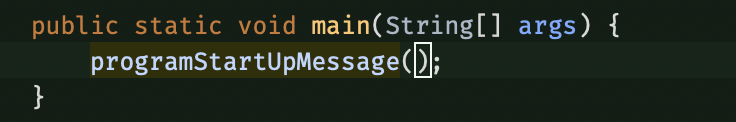 public static void main(String[] args) {
    programStartUpMessage();
}